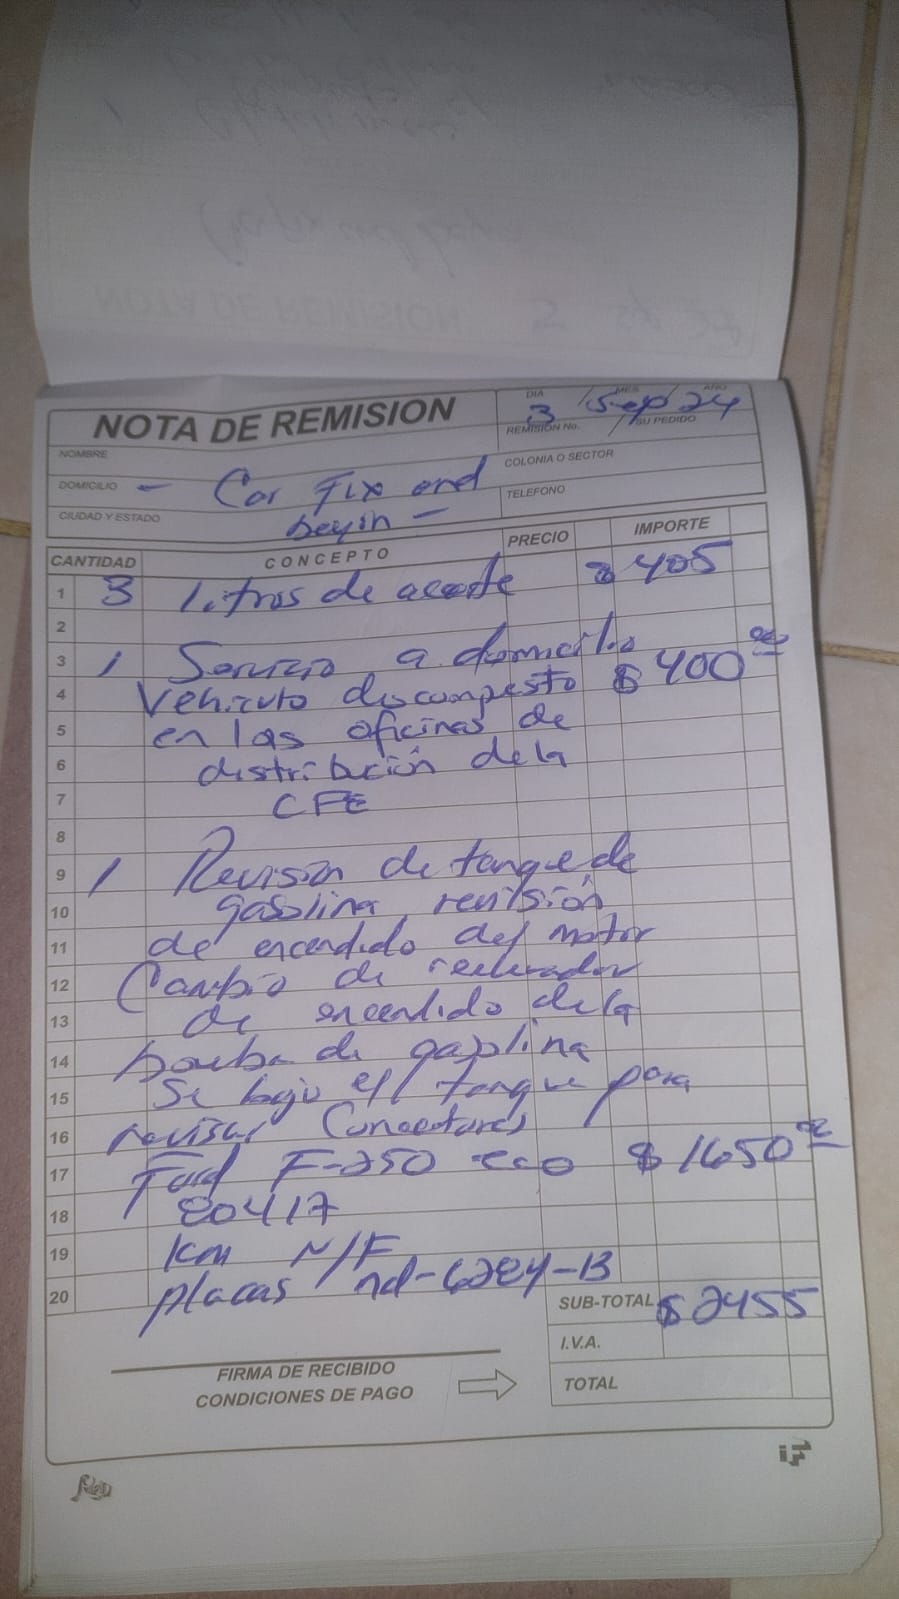 NOTA DE REMISION
DIA MES AÑO
3 / Sep / 24
REMISIÓN No. SU PEDIDO
NOMBRE
COLONIA O SECTOR
DOMICILIO - Car Fix and
TELEFONO
CIUDAD Y ESTADO
begin -
CANTIDAD CONCEPTO PRECIO IMPORTE
1 3 litros de aceite $ 405
2
3 1 Servicio a domicilio
4 Vehiculo descompesto $ 400 00
5 en las oficinas de
6 distribución de la
7 CFE
8
9 1 Revision de tanque de
10 gasolina revisión
11 de encendido del motor
12 Cambio de
13 de encendido de la
14 bomba de gasolina
15 Se bajo el tanque para
16 revisar Conectores
17 Ford F-250 eco $ 1650 00
18 80417
19 Km N/F
20 placas nd-6284-B
SUB-TOTAL $ 2455
I.V.A.
TOTAL
FIRMA DE RECIBIDO
CONDICIONES DE PAGO